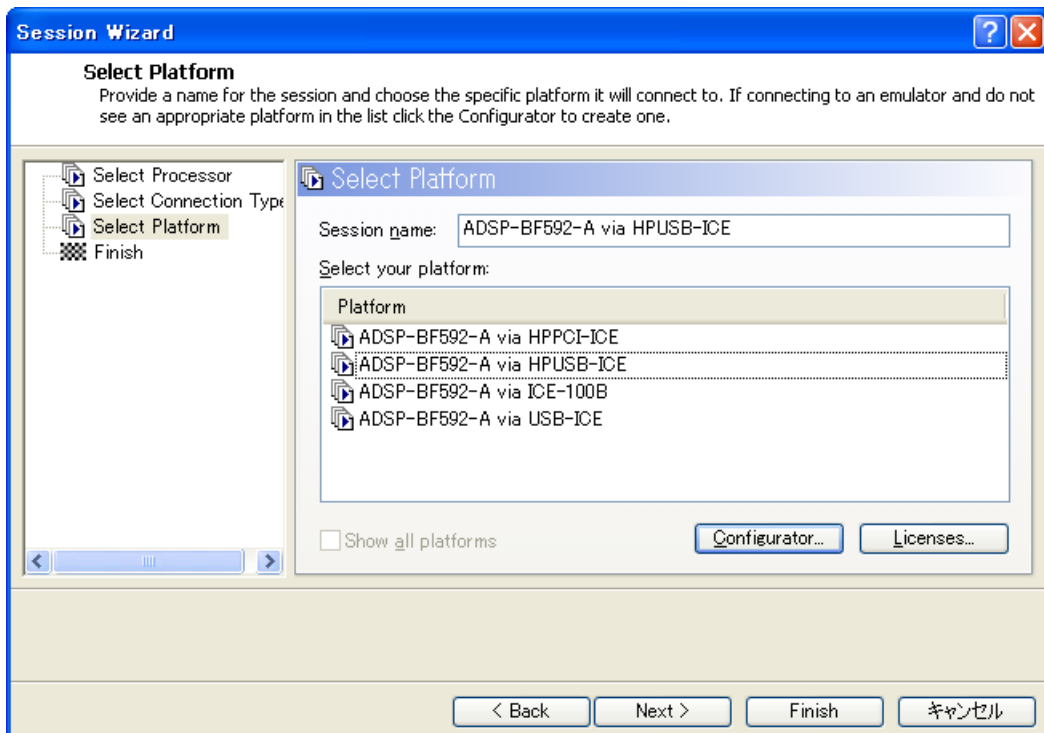 Session Wizard
Select Platform
Provide a name for the session and choose the specific platform it will connect to. If connecting to an emulator and do not
see an appropriate platform in the list click the Configurator to create one.
Select Processor
Select Connection Type
Select Platform
Finish
Select Platform
Session name: ADSP-BF592-A via HPUSB-ICE
Select your platform:
Platform
ADSP-BF592-A via HPPCI-ICE
ADSP-BF592-A via HPUSB-ICE
ADSP-BF592-A via ICE-100B
ADSP-BF592-A via USB-ICE
Show all platforms Configurator... Licenses...
< Back Next > Finish キャンセル